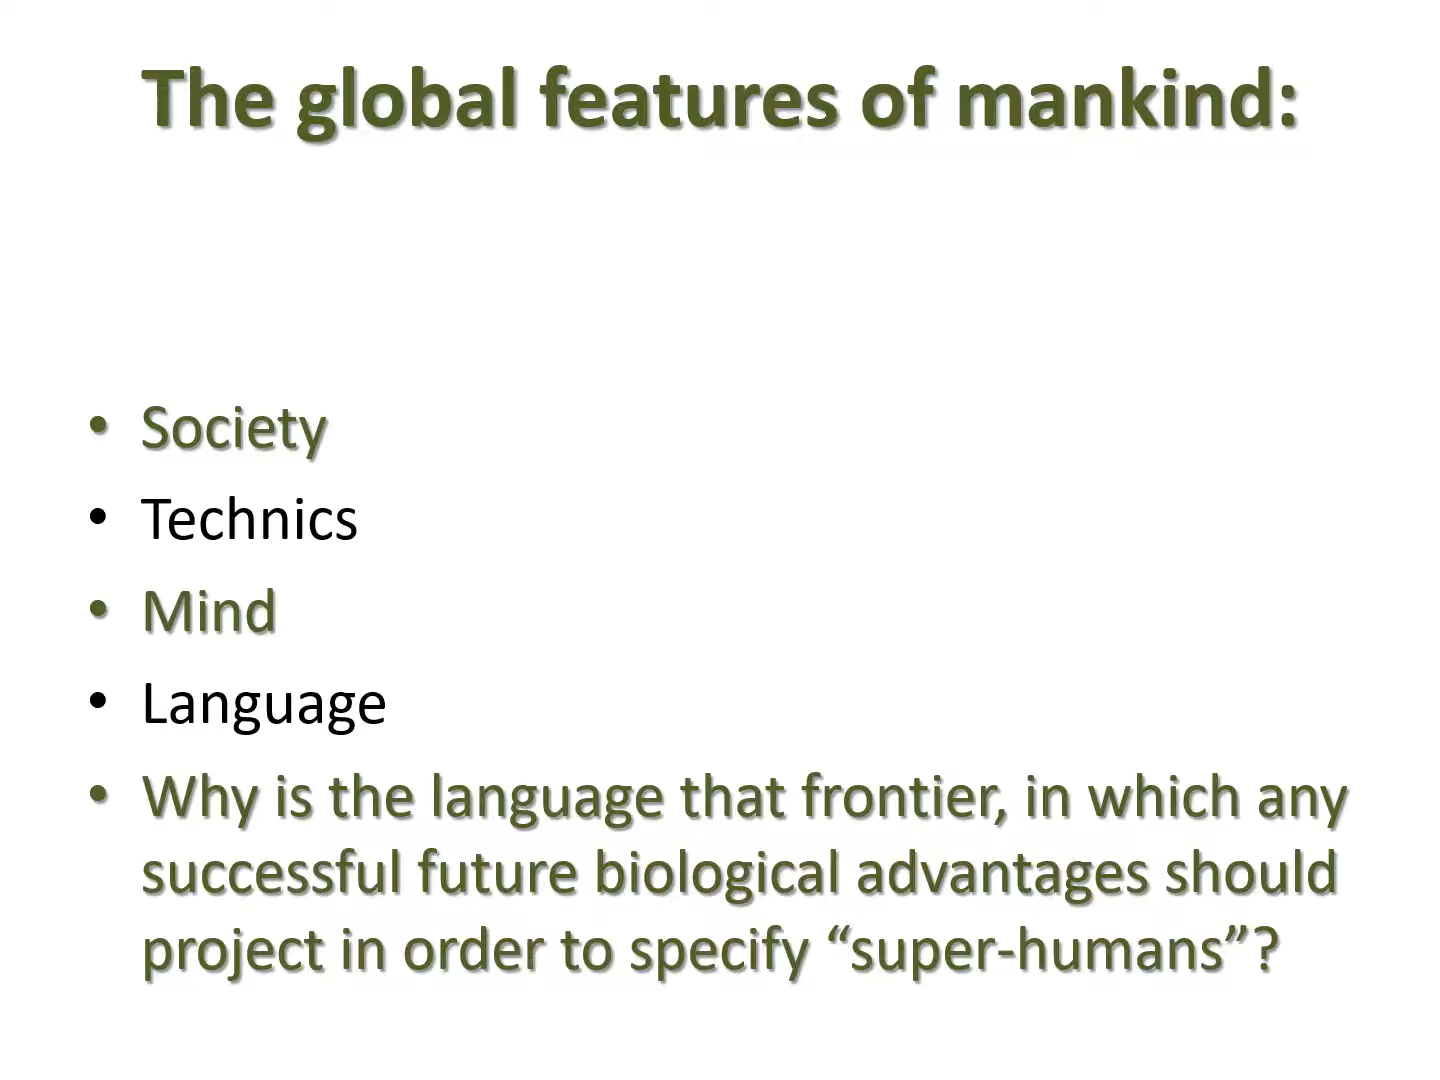 The global features of mankind:
• Society
• Technics
• Mind
• Language
• Why is the language that frontier, in which any
successful future biological advantages should
project in order to specify “super-humans”?